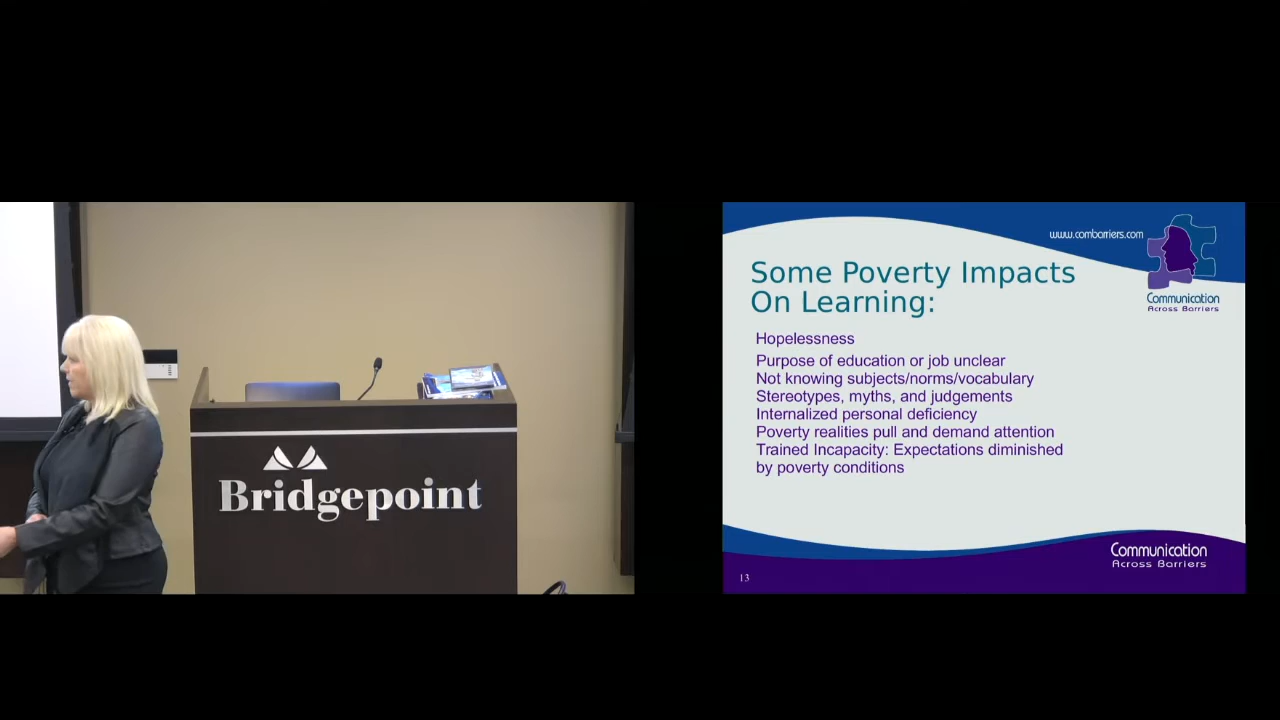 Bridgepoint
www.combarriers.com
Communication
Across Barriers
Some Poverty Impacts
On Learning:
Hopelessness
Purpose of education or job unclear
Not knowing subjects/norms/vocabulary
Stereotypes, myths, and judgements
Internalized personal deficiency
Poverty realities pull and demand attention
Trained Incapacity: Expectations diminished
by poverty conditions
Communication
Across Barriers
13